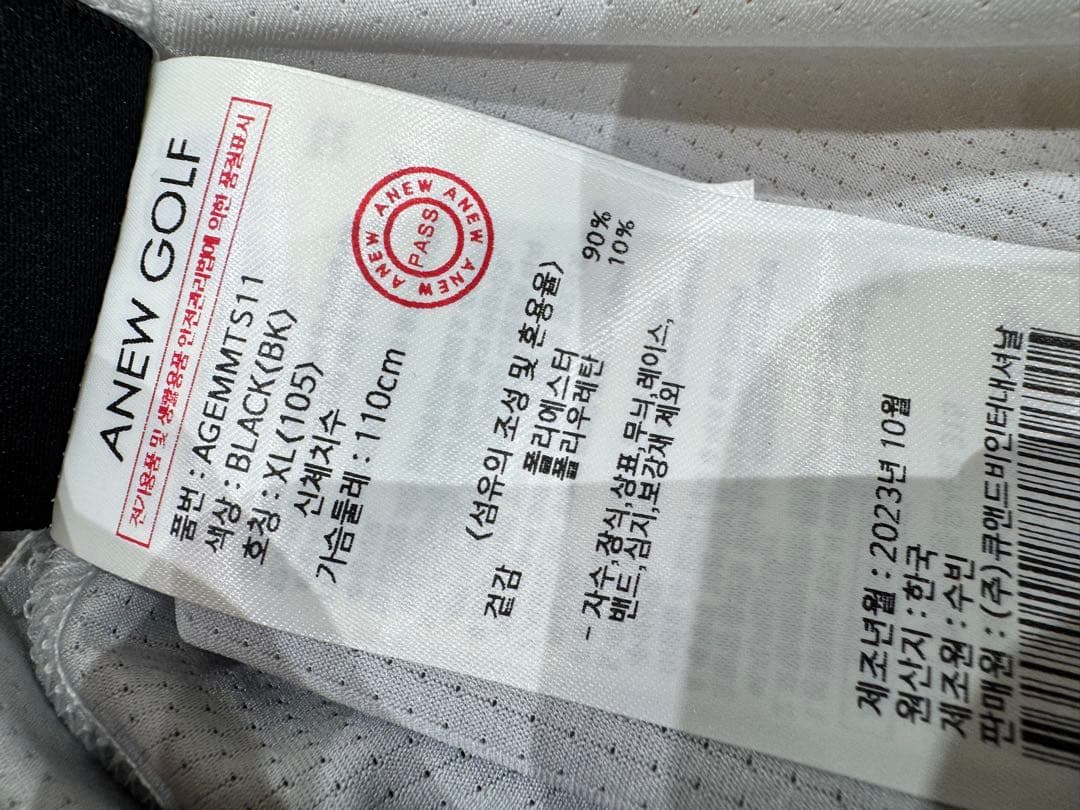 ANEW GOLF
전기용품 및 생활용품 안전관리법에 의한 품질표시
품번 : AGEMMTS11
색상 : BLACK(BK)
호칭 : XL(105)
신체치수
가슴둘레 : 110cm
ANEW ANEW ANEW ANEW
PASS
(섬유의 조성 및 혼용율)
겉감 폴리에스터 90%
폴리우레탄 10%
- 자수,장식,상표,무늬,레이스,
밴드,심지,보강재 제외
제조년월 : 2023년 10월
원산지 : 한국
제조원 : 수빈
판매원 : (주)큐앤드비인터내셔날